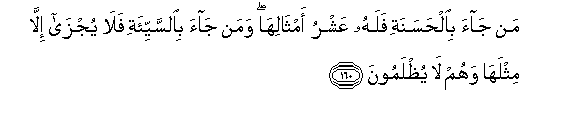 مَن جَآءَ بِٱلْحَسَنَةِ فَلَهُۥ عَشْرُ أَمْثَالِهَا ۖ وَمَن جَآءَ بِٱلسَّيِّئَةِ فَلَا يُجْزَىٰٓ إِلَّا
مِثْلَهَا وَهُمْ لَا يُظْلَمُونَ ١٦٠